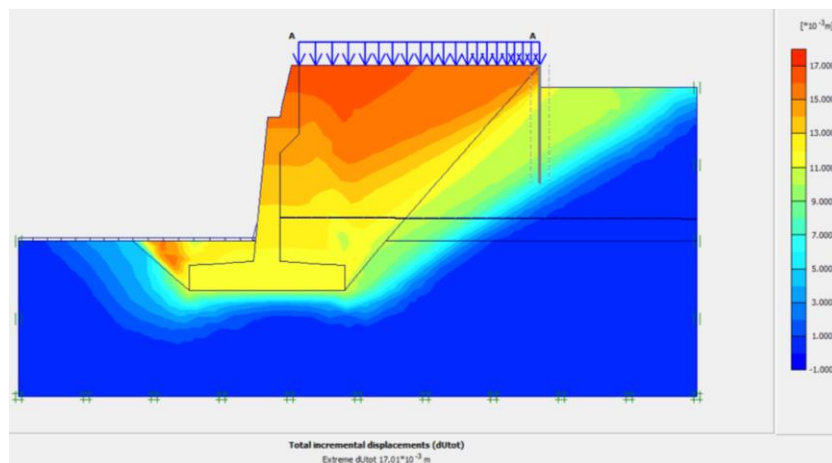 [*10 -3 m]
A A
17.000
15.000
13.000
11.000
9.000
7.000
5.000
3.000
1.000
-1.000
Total incremental displacements (dUtot)
Extreme dUtot 17.01*10 -3 m